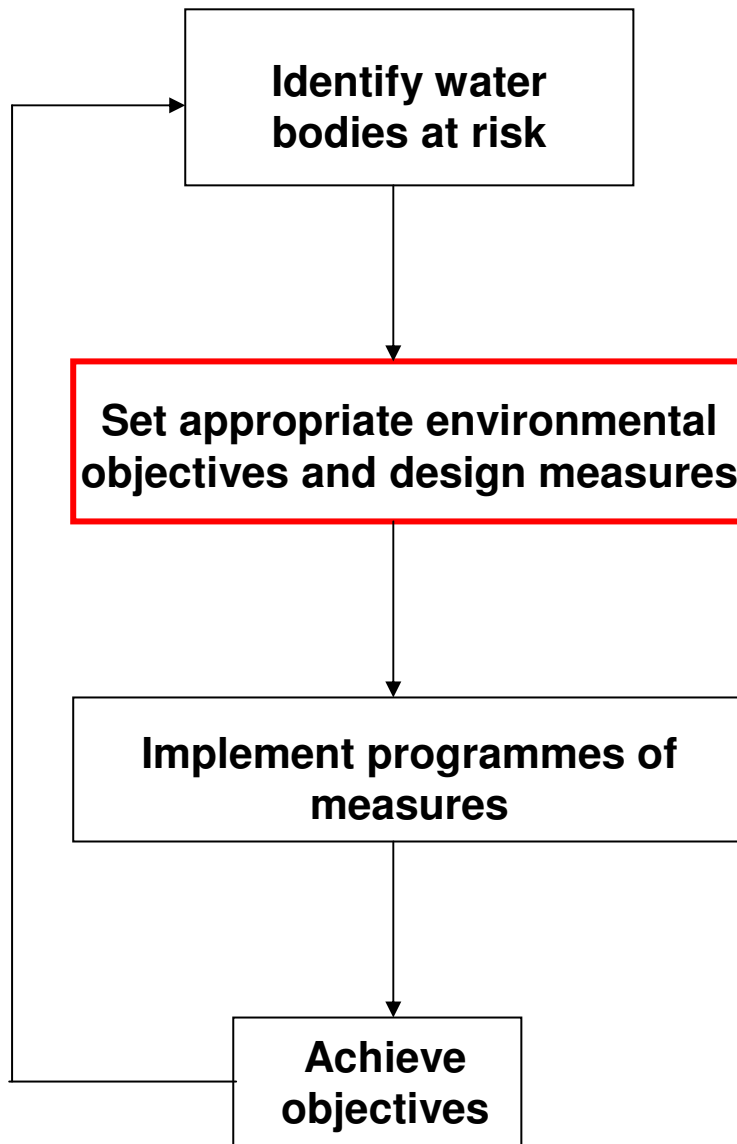 Identify water
bodies at risk
Set appropriate environmental
objectives and design measures
Implement programmes of
measures
Achieve
objectives